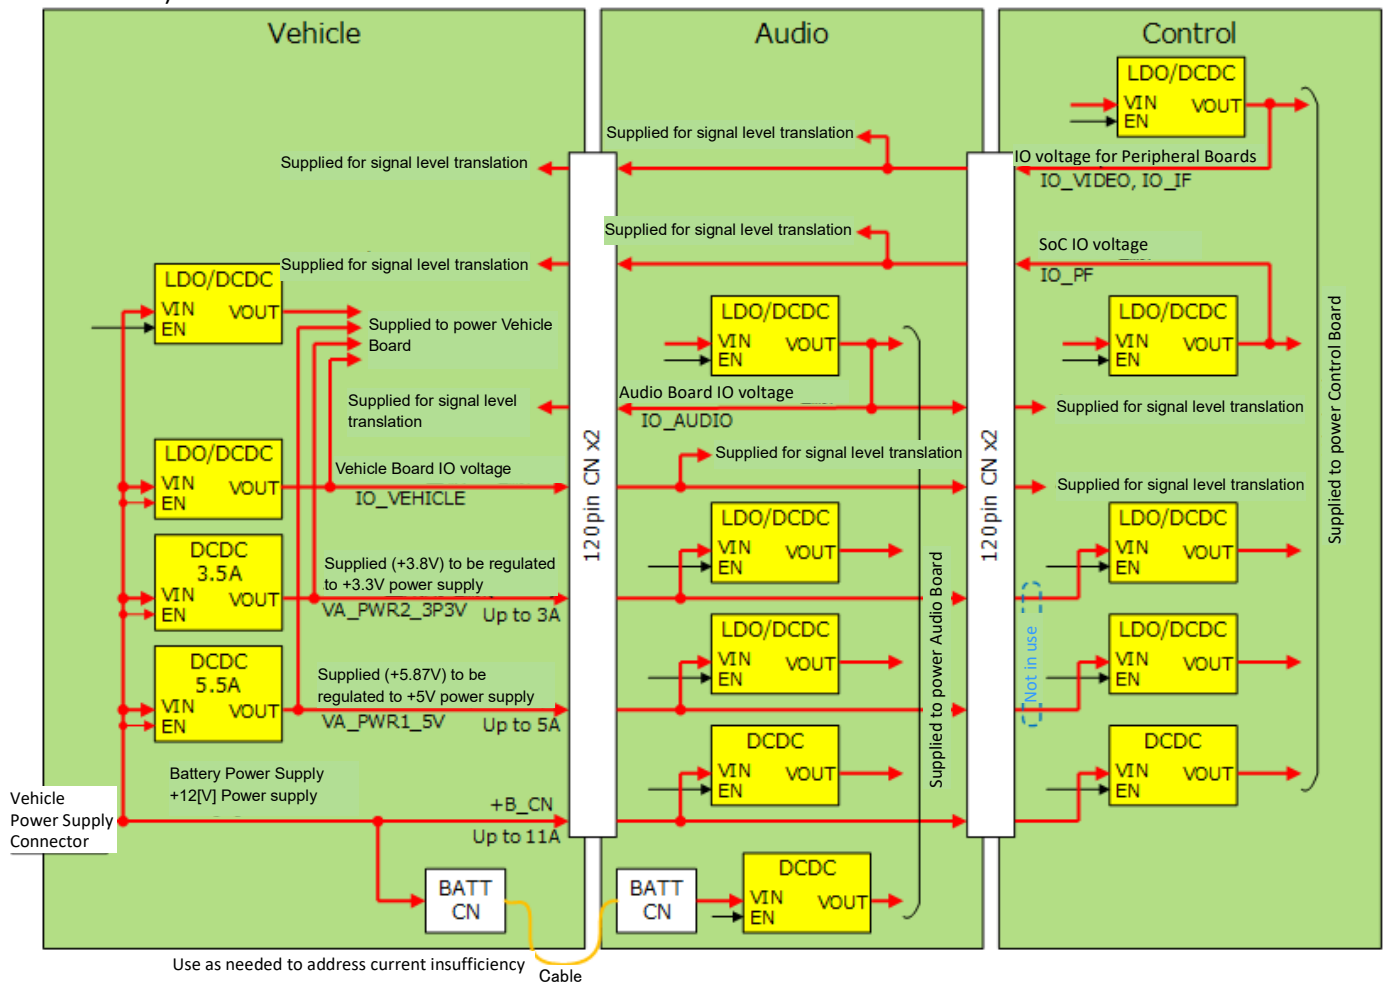 Vehicle
Audio
Control
LDO/DCDC
VIN VOUT
EN
Supplied for signal level translation
Supplied for signal level translation
IO voltage for Peripheral Boards
IO_VIDEO, IO_IF
Supplied for signal level translation
Supplied for signal level translation
SoC IO voltage
IO_PF
LDO/DCDC
VIN VOUT
EN
Supplied to power Vehicle
Board
LDO/DCDC
VIN VOUT
EN
LDO/DCDC
VIN VOUT
EN
Supplied for signal level
translation
Audio Board IO voltage
IO_AUDIO
Supplied for signal level translation
LDO/DCDC
VIN VOUT
EN
Vehicle Board IO voltage
IO_VEHICLE
Supplied for signal level translation
Supplied for signal level translation
120pin CN x2
120pin CN x2
DCDC
3.5A
VIN VOUT
EN
Supplied (+3.8V) to be regulated
to +3.3V power supply
VA_PWR2_3P3V Up to 3A
LDO/DCDC
VIN VOUT
EN
LDO/DCDC
VIN VOUT
EN
DCDC
5.5A
VIN VOUT
EN
Supplied (+5.87V) to be
regulated to +5V power supply
VA_PWR1_5V Up to 5A
LDO/DCDC
VIN VOUT
EN
Not in use
LDO/DCDC
VIN VOUT
EN
Battery Power Supply
+12[V] Power supply
Vehicle
Power Supply
Connector
+B_CN
Up to 11A
DCDC
VIN VOUT
EN
DCDC
VIN VOUT
EN
Supplied to power Audio Board
Supplied to power Control Board
BATT
CN
BATT
CN
DCDC
VIN VOUT
EN
Use as needed to address current insufficiency
Cable